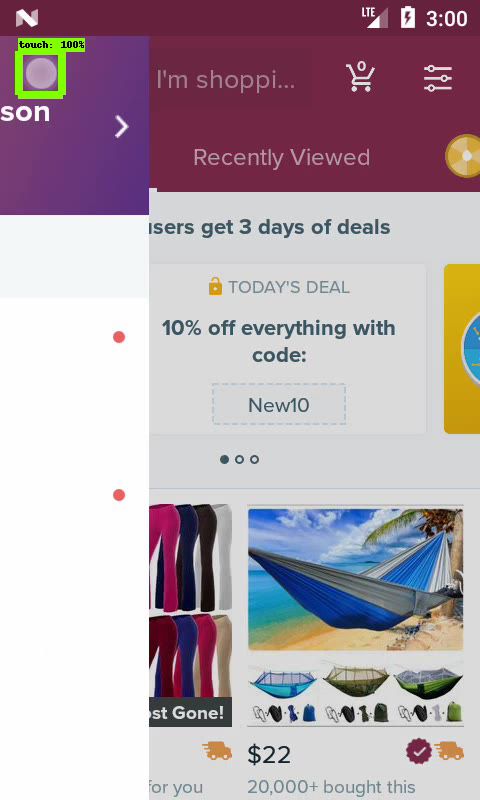 LTE 3:00
touch: 100%
son
I'm shoppi...
0
Recently Viewed
users get 3 days of deals
TODAY'S DEAL
10% off everything with
code:
New10
ost Gone!
$22
for you
20,000+ bought this